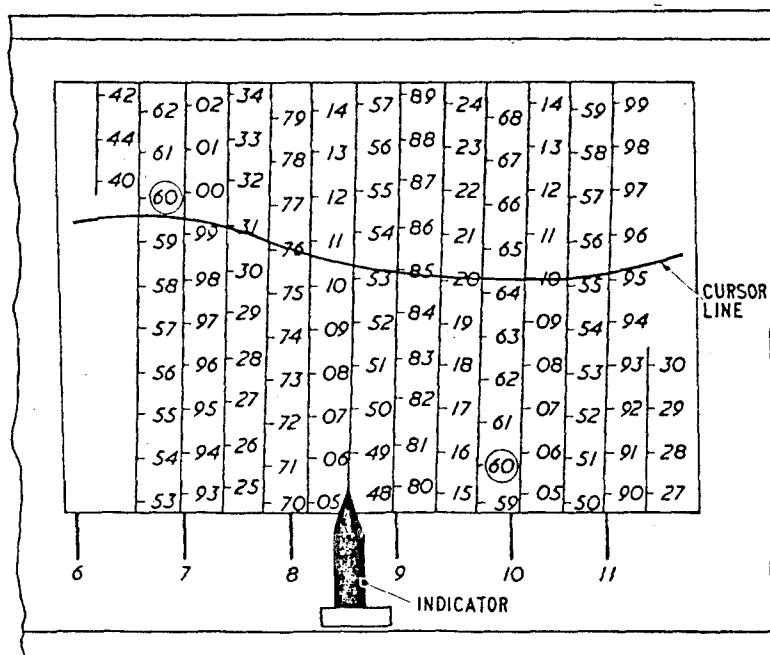 42 62 02 34 79 14 57 89 24 68 14 59 99
44 61 01 33 78 13 56 88 23 67 13 58 98
40 60 00 32 77 12 55 87 22 66 12 57 97
59 99 31 76 11 54 86 21 65 11 56 96
58 98 30 75 10 53 85 20 64 10 55 95
CURSOR
LINE
57 97 29 74 09 52 84 19 63 09 54 94
56 96 28 73 08 51 83 18 62 08 53 93 30
55 95 27 72 07 50 82 17 61 07 52 92 29
54 94 26 71 06 49 81 16 60 06 51 91 28
53 93 25 70 05 48 80 15 59 05 50 90 27
6 7 8 9 10 11
INDICATOR